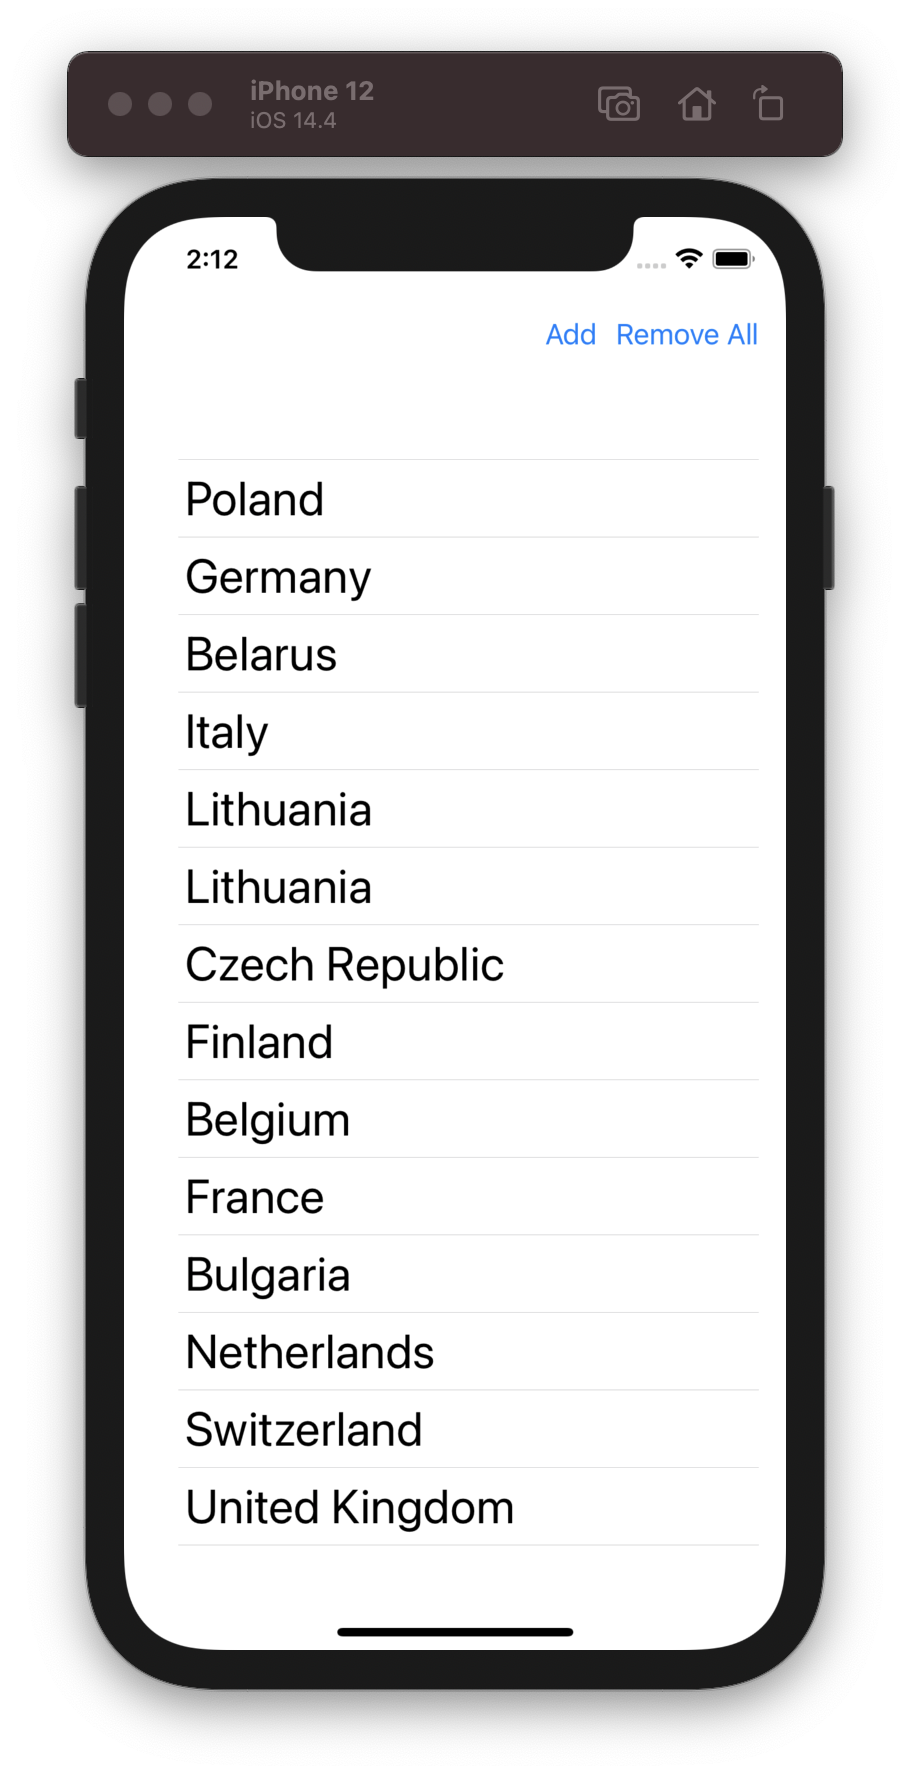 iPhone 12
iOS 14.4
2:12
Add Remove All
Poland
Germany
Belarus
Italy
Lithuania
Lithuania
Czech Republic
Finland
Belgium
France
Bulgaria
Netherlands
Switzerland
United Kingdom